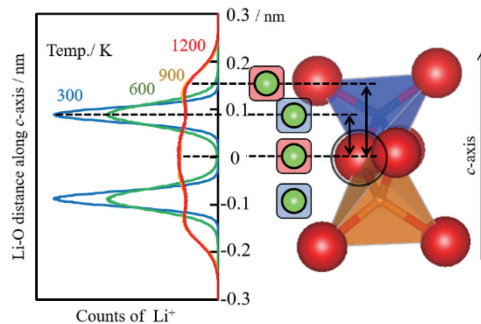 0.3 / nm
Temp./ K
1200
900
600
300
0.2
0.1
0
-0.1
-0.2
-0.3
Li-O distance along c-axis / nm
Counts of Li⁺
c-axis